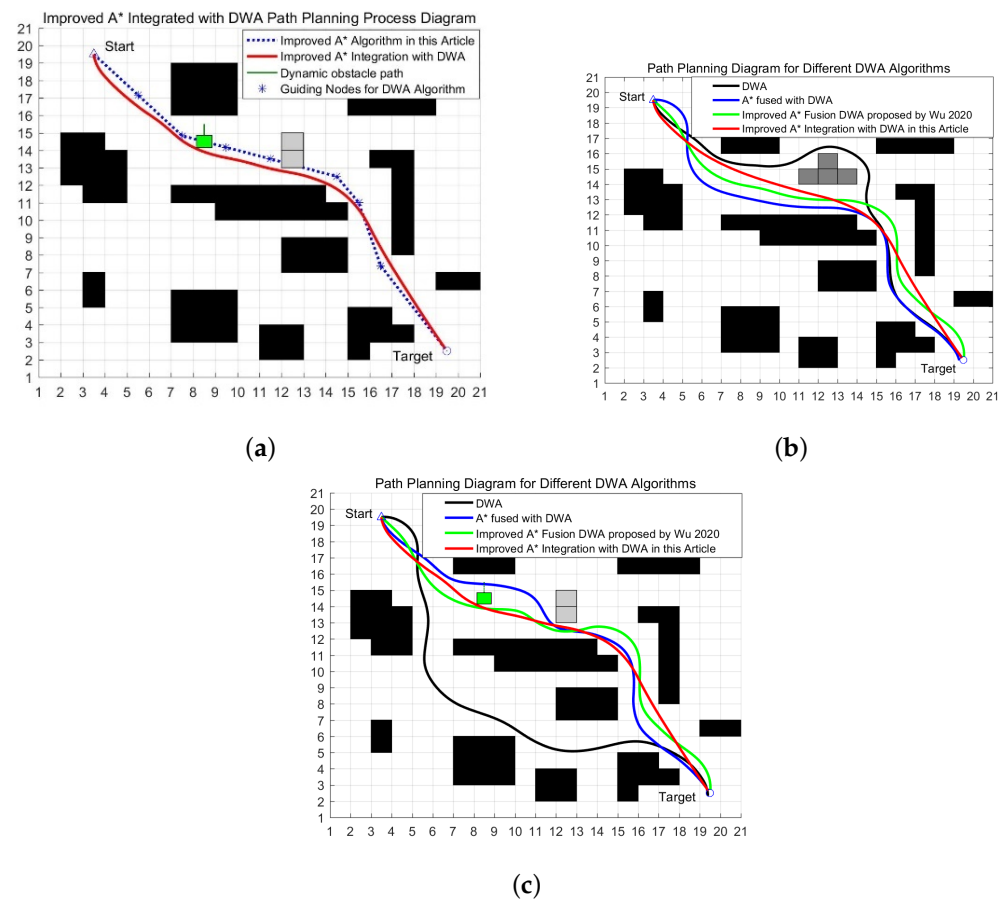 Improved A* Integrated with DWA Path Planning Process Diagram
21
20
19
18
17
16
15
14
13
12
11
10
9
8
7
6
5
4
3
2
1
Start
Improved A* Algorithm in this Article
Improved A* Integration with DWA
Dynamic obstacle path
Guiding Nodes for DWA Algorithm
Target
1 2 3 4 5 6 7 8 9 10 11 12 13 14 15 16 17 18 19 20 21
(a)
Path Planning Diagram for Different DWA Algorithms
21
20
19
18
17
16
15
14
13
12
11
10
9
8
7
6
5
4
3
2
1
Start
DWA
A* fused with DWA
Improved A* Fusion DWA proposed by Wu 2020
Improved A* Integration with DWA in this Article
Target
1 2 3 4 5 6 7 8 9 10 11 12 13 14 15 16 17 18 19 20 21
(b)
Path Planning Diagram for Different DWA Algorithms
21
20
19
18
17
16
15
14
13
12
11
10
9
8
7
6
5
4
3
2
1
Start
DWA
A* fused with DWA
Improved A* Fusion DWA proposed by Wu 2020
Improved A* Integration with DWA in this Article
Target
1 2 3 4 5 6 7 8 9 10 11 12 13 14 15 16 17 18 19 20 21
(c)